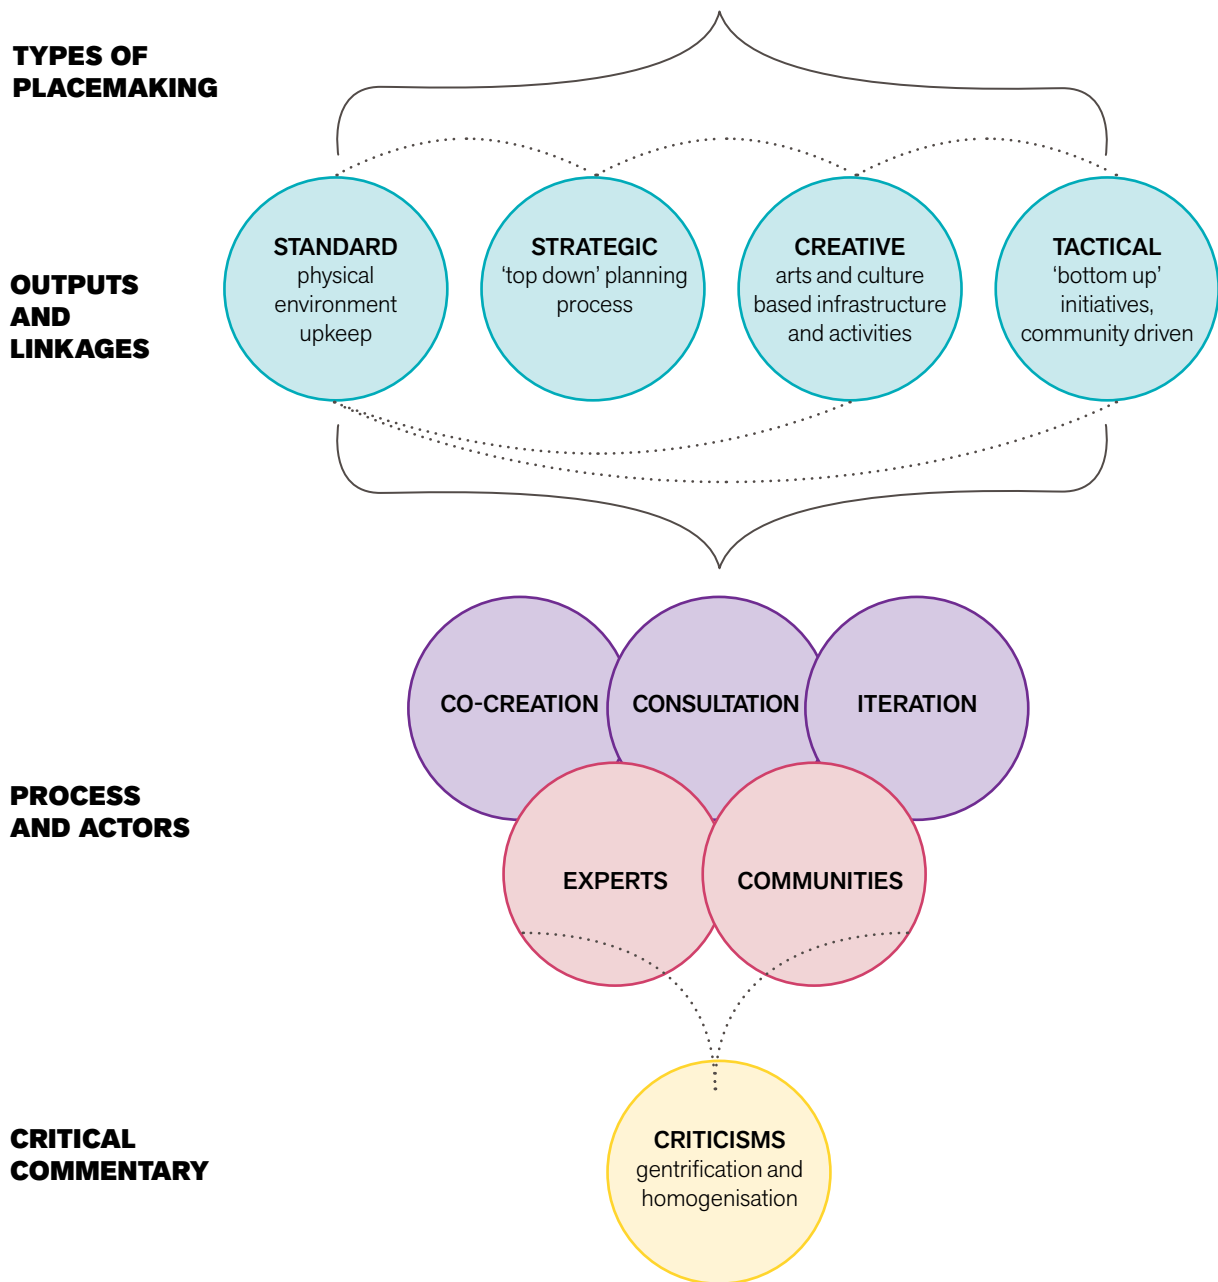 TYPES OF
PLACEMAKING
OUTPUTS
AND
LINKAGES
STANDARD
physical
environment
upkeep
STRATEGIC
‘top down’ planning
process
CREATIVE
arts and culture
based infrastructure
and activities
TACTICAL
‘bottom up’
initiatives,
community driven
PROCESS
AND ACTORS
CO-CREATION
CONSULTATION
ITERATION
EXPERTS
COMMUNITIES
CRITICAL
COMMENTARY
CRITICISMS
gentrification and
homogenisation